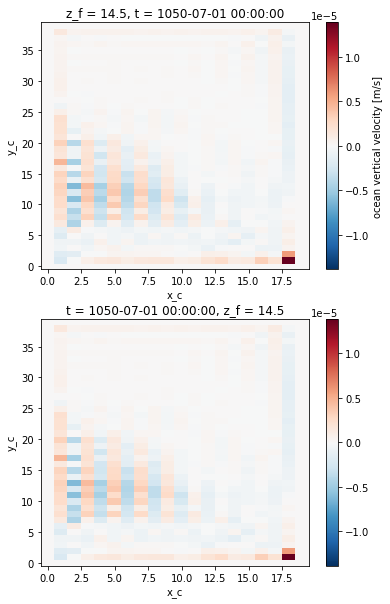 z_f = 14.5, t = 1050-07-01 00:00:00
1e−5
35
30
25
20
15
10
5
0
y_c
0.0 2.5 5.0 7.5 10.0 12.5 15.0 17.5
x_c
1.0
0.5
0.0
−0.5
−1.0
ocean vertical velocity [m/s]
t = 1050-07-01 00:00:00, z_f = 14.5
1e−5
35
30
25
20
15
10
5
0
y_c
0.0 2.5 5.0 7.5 10.0 12.5 15.0 17.5
x_c
1.0
0.5
0.0
−0.5
−1.0